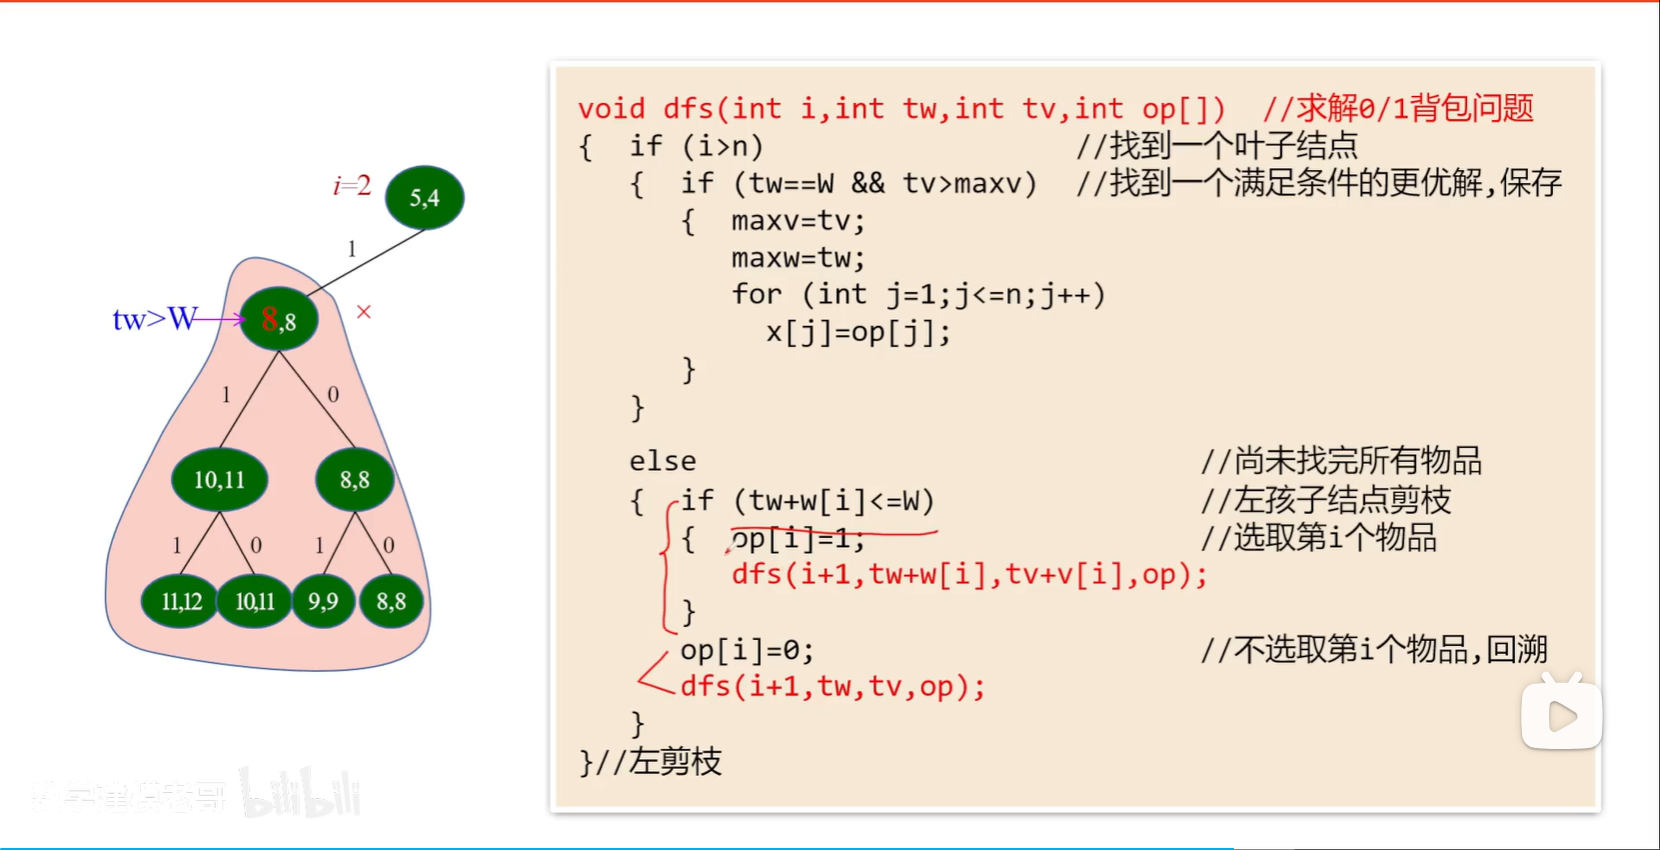 i=2
5,4
1
tw>W
8,8
×
1
0
10,11
8,8
1
0
1
0
11,12
10,11
9,9
8,8
void dfs(int i,int tw,int tv,int op[]) //求解0/1背包问题
{ if (i>n) //找到一个叶子结点
{ if (tw==W && tv>maxv) //找到一个满足条件的更优解,保存
{ maxv=tv;
maxw=tw;
for (int j=1;j<=n;j++)
x[j]=op[j];
}
}
else //尚未找完所有物品
{ if (tw+w[i]<=W) //左孩子结点剪枝
{ op[i]=1; //选取第i个物品
dfs(i+1,tw+w[i],tv+v[i],op);
}
op[i]=0; //不选取第i个物品,回溯
dfs(i+1,tw,tv,op);
}
}//左剪枝
数学建模老哥 bilibili